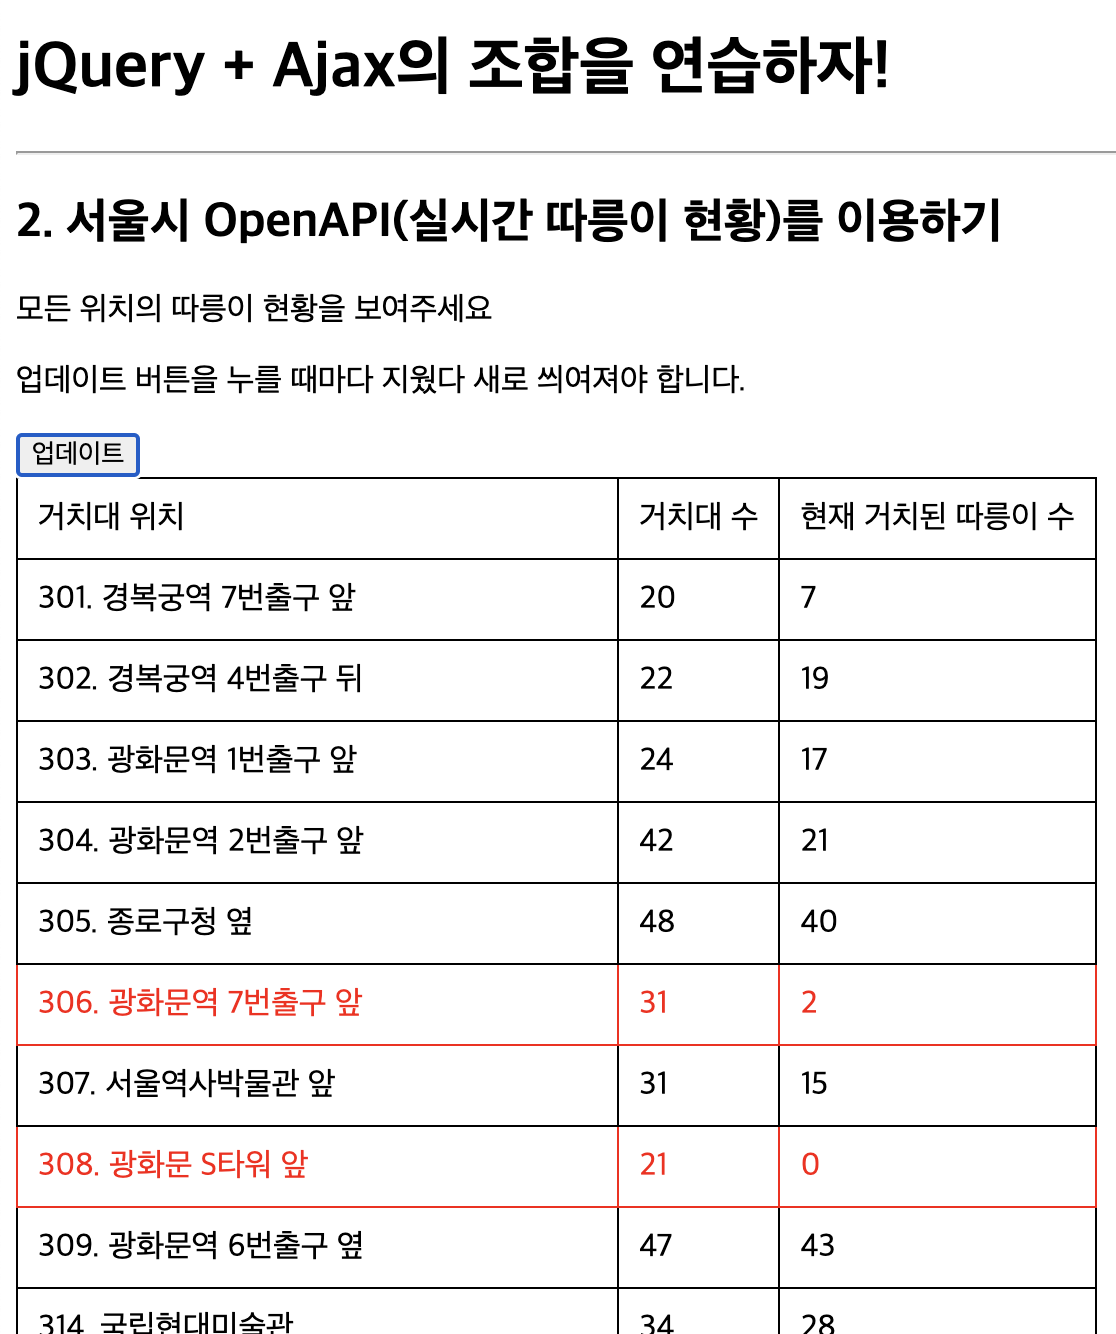 jQuery + Ajax의 조합을 연습하자!
2. 서울시 OpenAPI(실시간 따릉이 현황)를 이용하기
모든 위치의 따릉이 현황을 보여주세요
업데이트 버튼을 누를 때마다 지웠다 새로 씌여져야 합니다.
업데이트
거치대 위치 거치대 수 현재 거치된 따릉이 수
301. 경복궁역 7번출구 앞 20 7
302. 경복궁역 4번출구 뒤 22 19
303. 광화문역 1번출구 앞 24 17
304. 광화문역 2번출구 앞 42 21
305. 종로구청 옆 48 40
306. 광화문역 7번출구 앞 31 2
307. 서울역사박물관 앞 31 15
308. 광화문 S타워 앞 21 0
309. 광화문역 6번출구 옆 47 43
314. 국립현대미술관 34 28